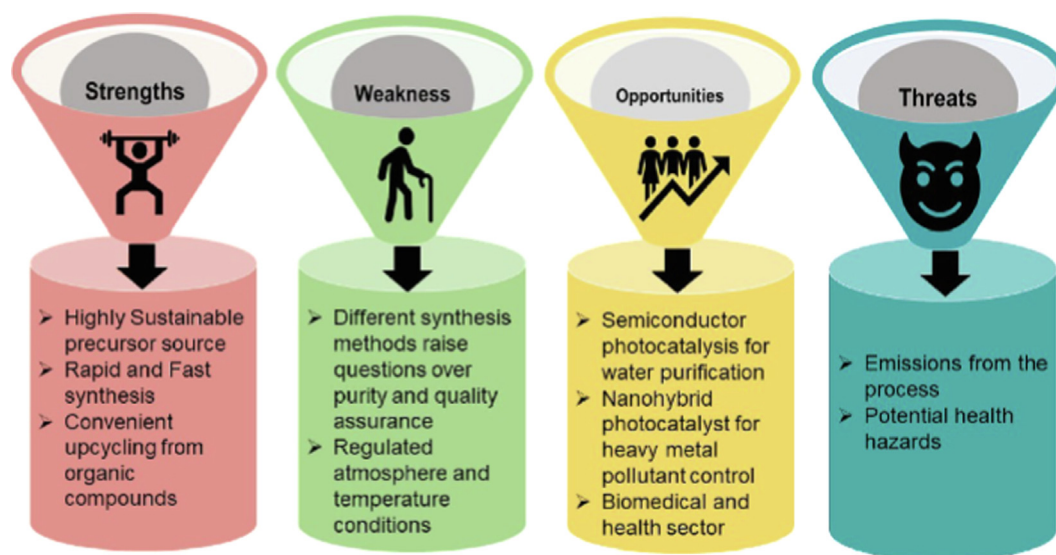 Strengths
➤ Highly Sustainable
precursor source
➤ Rapid and Fast
synthesis
➤ Convenient
upcycling from
organic
compounds
Weakness
➤ Different synthesis
methods raise
questions over
purity and quality
assurance
➤ Regulated
atmosphere and
temperature
conditions
Opportunities
➤ Semiconductor
photocatalysis for
water purification
➤ Nanohybrid
photocatalyst for
heavy metal
pollutant control
➤ Biomedical and
health sector
Threats
➤ Emissions from the
process
➤ Potential health
hazards